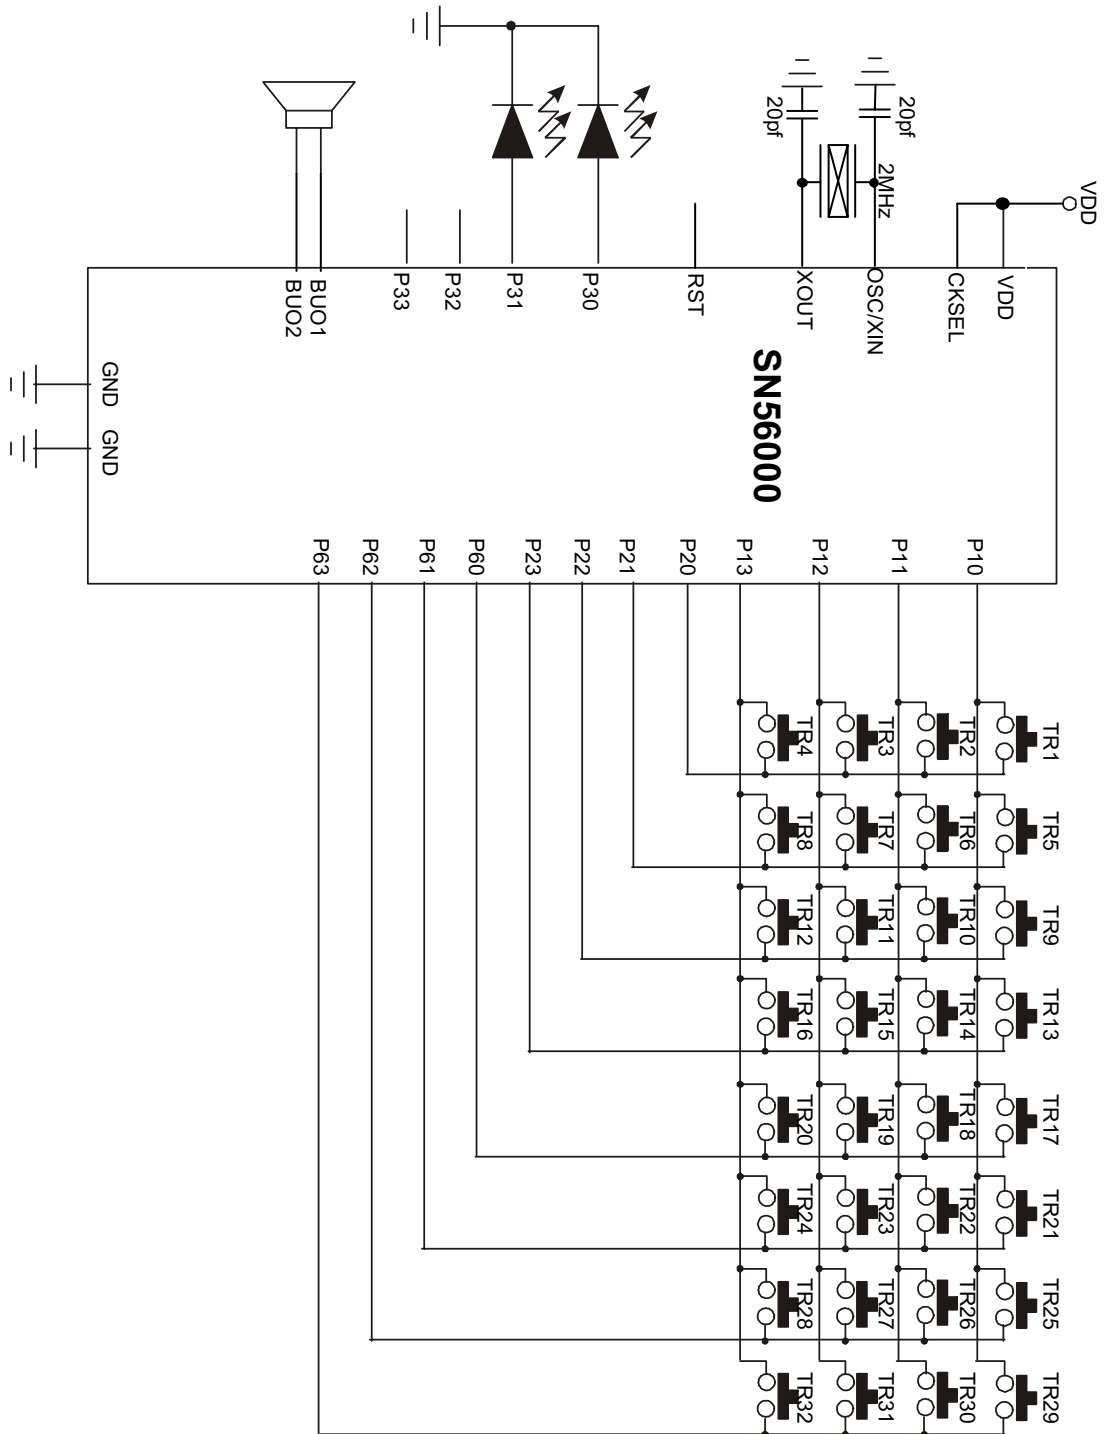 VDD
2MHz
20pf
20pf
VDD
CKSEL
OSC/XIN
XOUT
RST
P30
P31
P32
P33
BUO1
BUO2
SN56000
GND
GND
P10
P11
P12
P13
P20
P21
P22
P23
P60
P61
P62
P63
TR1
TR2
TR3
TR4
TR5
TR6
TR7
TR8
TR9
TR10
TR11
TR12
TR13
TR14
TR15
TR16
TR17
TR18
TR19
TR20
TR21
TR22
TR23
TR24
TR25
TR26
TR27
TR28
TR29
TR30
TR31
TR32